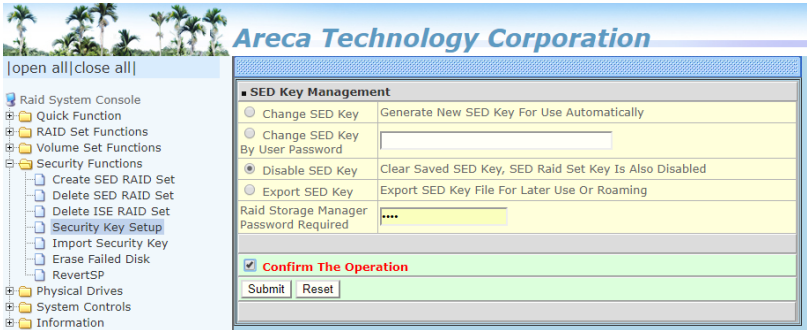 Areca Technology Corporation
|open all|close all|
Raid System Console
Quick Function
RAID Set Functions
Volume Set Functions
Security Functions
Create SED RAID Set
Delete SED RAID Set
Delete ISE RAID Set
Security Key Setup
Import Security Key
Erase Failed Disk
RevertSP
Physical Drives
System Controls
Information
SED Key Management
Change SED Key Generate New SED Key For Use Automatically
Change SED Key
By User Password
Disable SED Key Clear Saved SED Key, SED Raid Set Key Is Also Disabled
Export SED Key Export SED Key File For Later Use Or Roaming
Raid Storage Manager
Password Required ••••
Confirm The Operation
Submit Reset